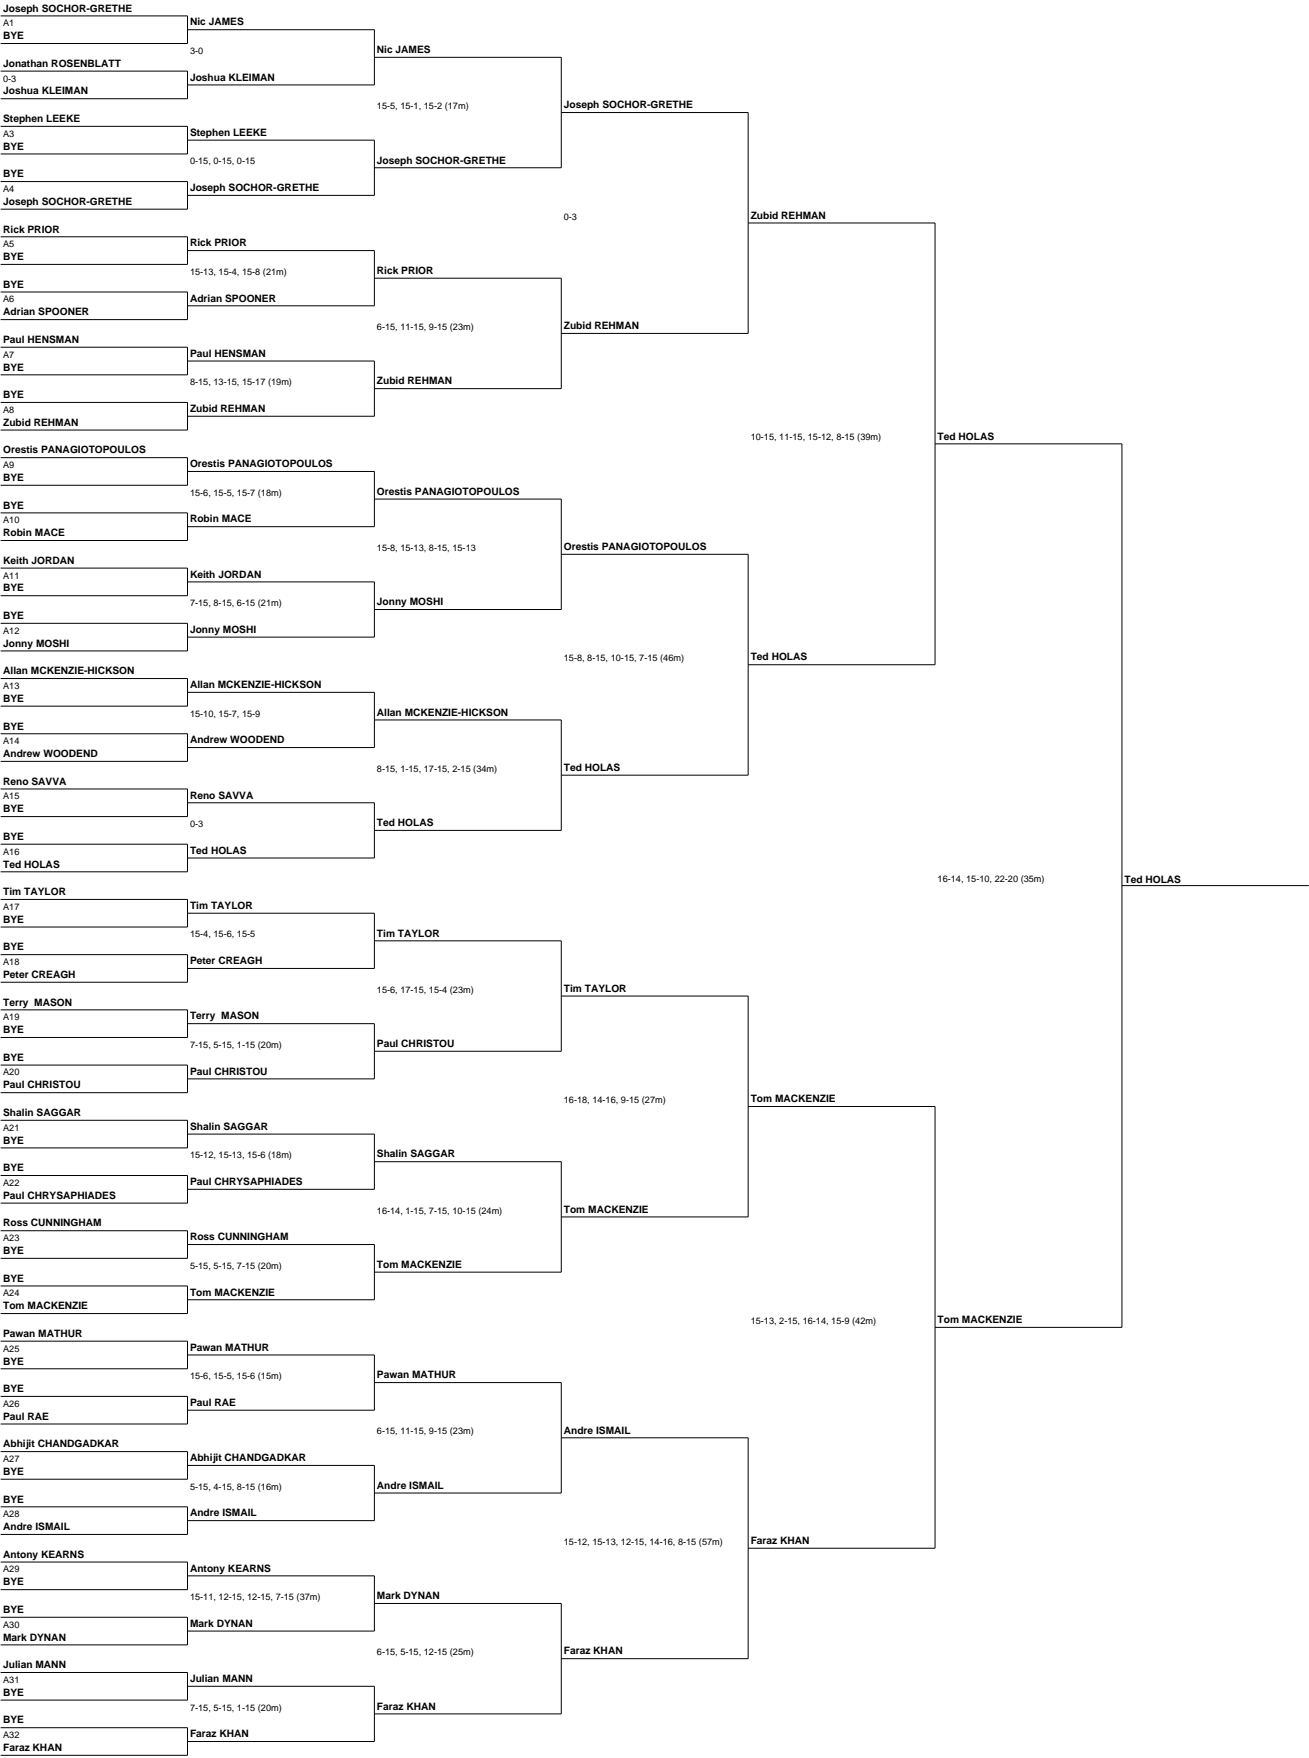 Joseph SOCHOR-GRETHE
A1
BYE
Jonathan ROSENBLATT
0-3
Joshua KLEIMAN
Stephen LEEKE
A3
BYE
BYE
A4
Joseph SOCHOR-GRETHE
Rick PRIOR
A5
BYE
BYE
A6
Adrian SPOONER
Paul HENSMAN
A7
BYE
BYE
A8
Zubid REHMAN
Orestis PANAGIOTOPOULOS
A9
BYE
BYE
A10
Robin MACE
Keith JORDAN
A11
BYE
BYE
A12
Jonny MOSHI
Allan MCKENZIE-HICKSON
A13
BYE
BYE
A14
Andrew WOODEND
Reno SAVVA
A15
BYE
BYE
A16
Ted HOLAS
Tim TAYLOR
A17
BYE
BYE
A18
Peter CREAGH
Terry  MASON
A19
BYE
BYE
A20
Paul CHRISTOU
Shalin SAGGAR
A21
BYE
BYE
A22
Paul CHRYSAPHIADES
Ross CUNNINGHAM
A23
BYE
BYE
A24
Tom MACKENZIE
Pawan MATHUR
A25
BYE
BYE
A26
Paul RAE
Abhijit CHANDGADKAR
A27
BYE
BYE
A28
Andre ISMAIL
Antony KEARNS
A29
BYE
BYE
A30
Mark DYNAN
Julian MANN
A31
BYE
BYE
A32
Faraz KHAN
Nic JAMES
3-0
Joshua KLEIMAN
Stephen LEEKE
0-15, 0-15, 0-15
Joseph SOCHOR-GRETHE
Rick PRIOR
15-13, 15-4, 15-8 (21m)
Adrian SPOONER
Paul HENSMAN
8-15, 13-15, 15-17 (19m)
Zubid REHMAN
Orestis PANAGIOTOPOULOS
15-6, 15-5, 15-7 (18m)
Robin MACE
Keith JORDAN
7-15, 8-15, 6-15 (21m)
Jonny MOSHI
Allan MCKENZIE-HICKSON
15-10, 15-7, 15-9
Andrew WOODEND
Reno SAVVA
0-3
Ted HOLAS
Tim TAYLOR
15-4, 15-6, 15-5
Peter CREAGH
Terry  MASON
7-15, 5-15, 1-15 (20m)
Paul CHRISTOU
Shalin SAGGAR
15-12, 15-13, 15-6 (18m)
Paul CHRYSAPHIADES
Ross CUNNINGHAM
5-15, 5-15, 7-15 (20m)
Tom MACKENZIE
Pawan MATHUR
15-6, 15-5, 15-6 (15m)
Paul RAE
Abhijit CHANDGADKAR
5-15, 4-15, 8-15 (16m)
Andre ISMAIL
Antony KEARNS
15-11, 12-15, 12-15, 7-15 (37m)
Mark DYNAN
Julian MANN
7-15, 5-15, 1-15 (20m)
Faraz KHAN
Nic JAMES
15-5, 15-1, 15-2 (17m)
Joseph SOCHOR-GRETHE
Rick PRIOR
6-15, 11-15, 9-15 (23m)
Zubid REHMAN
Orestis PANAGIOTOPOULOS
15-8, 15-13, 8-15, 15-13
Jonny MOSHI
Allan MCKENZIE-HICKSON
8-15, 1-15, 17-15, 2-15 (34m)
Ted HOLAS
Tim TAYLOR
15-6, 17-15, 15-4 (23m)
Paul CHRISTOU
Shalin SAGGAR
16-14, 1-15, 7-15, 10-15 (24m)
Tom MACKENZIE
Pawan MATHUR
6-15, 11-15, 9-15 (23m)
Andre ISMAIL
Mark DYNAN
6-15, 5-15, 12-15 (25m)
Faraz KHAN
Joseph SOCHOR-GRETHE
0-3
Zubid REHMAN
Orestis PANAGIOTOPOULOS
15-8, 8-15, 10-15, 7-15 (46m)
Ted HOLAS
Tim TAYLOR
16-18, 14-16, 9-15 (27m)
Tom MACKENZIE
Andre ISMAIL
15-12, 15-13, 12-15, 14-16, 8-15 (57m)
Faraz KHAN
Zubid REHMAN
10-15, 11-15, 15-12, 8-15 (39m)
Ted HOLAS
Tom MACKENZIE
15-13, 2-15, 16-14, 15-9 (42m)
Faraz KHAN
Ted HOLAS
16-14, 15-10, 22-20 (35m)
Tom MACKENZIE
Ted HOLAS